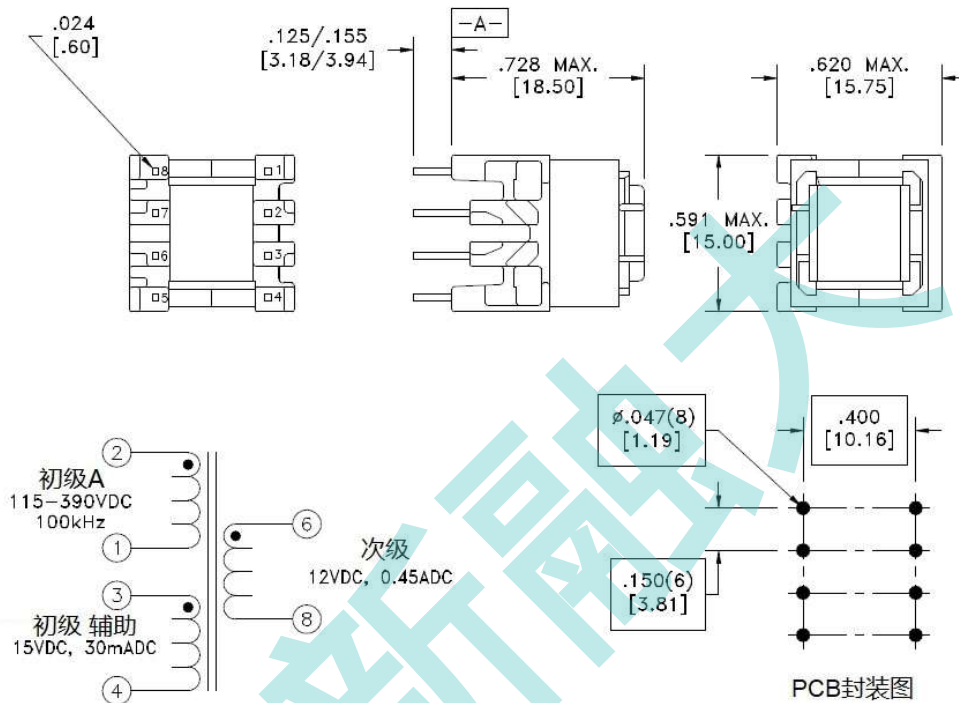 .024
[.60]
.125/.155
[3.18/3.94]
-A-
.728 MAX.
[18.50]
.620 MAX.
[15.75]
8
1
7
2
6
3
5
4
.591 MAX.
[15.00]
2
初级A
115-390VDC
100kHz
1
3
初级 辅助
15VDC, 30mADC
4
6
次级
12VDC, 0.45ADC
8
ø.047(8)
[1.19]
.400
[10.16]
.150(6)
[3.81]
PCB封装图
新融大